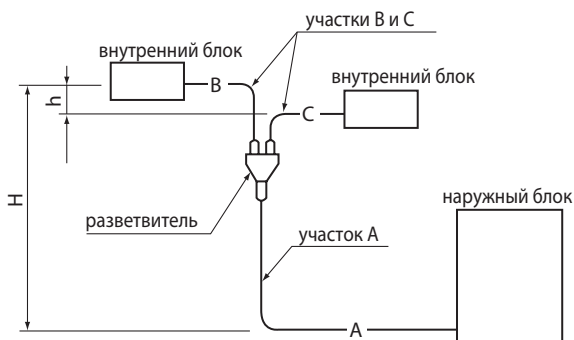 участки В и С
внутренний блок
внутренний блок
В
h
С
H
наружный блок
разветвитель
участок А
А